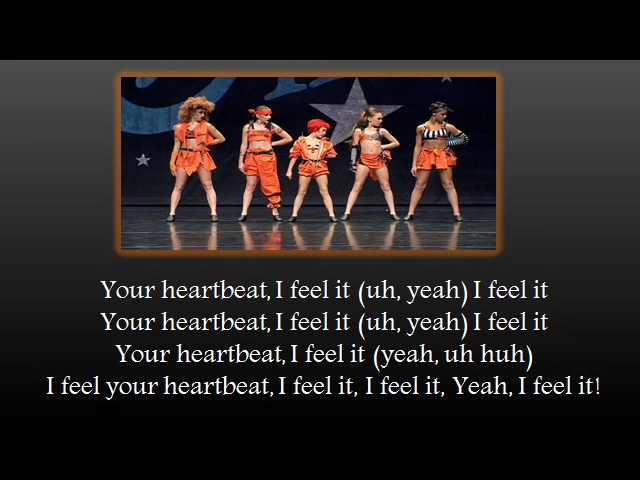 Your heartbeat, I feel it (uh, yeah) I feel it
Your heartbeat, I feel it (uh, yeah) I feel it
Your heartbeat, I feel it (yeah, uh huh)
I feel your heartbeat, I feel it, I feel it, Yeah, I feel it!